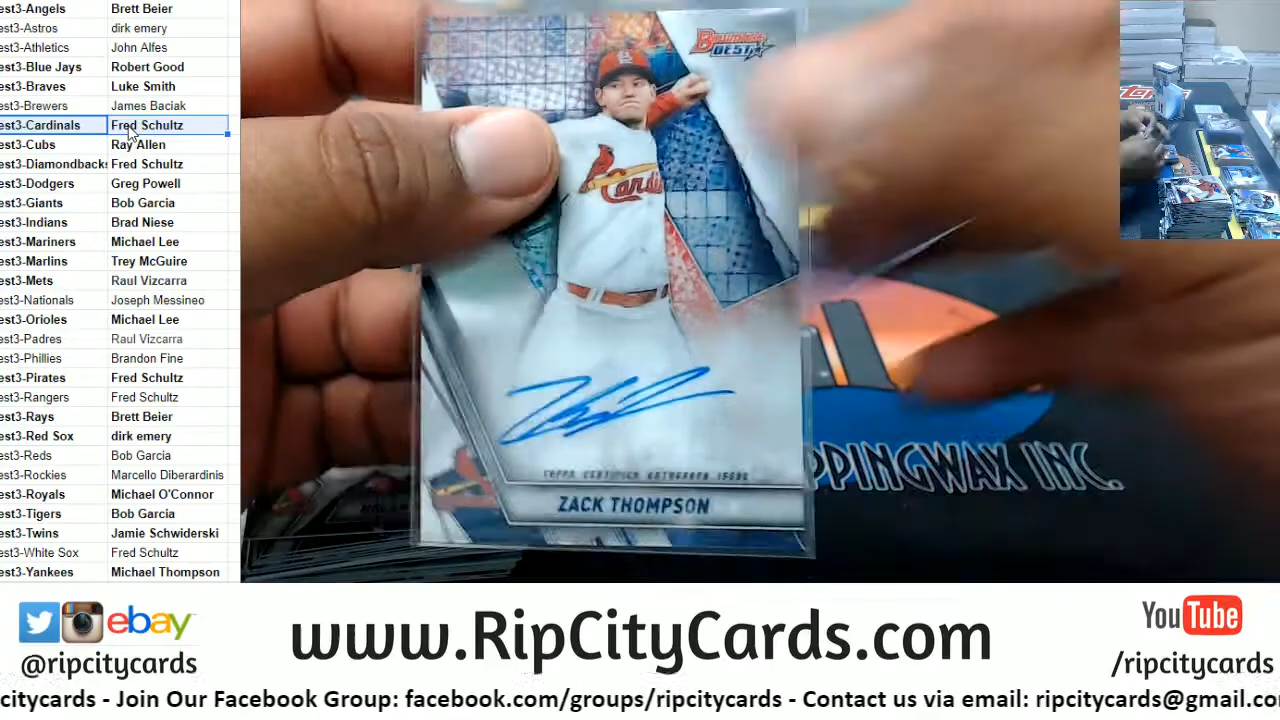 est3-Angels Brett Beier
est3-Astros dirk emery
est3-Athletics John Alfes
est3-Blue Jays Robert Good
est3-Braves Luke Smith
est3-Brewers James Baciak
est3-Cardinals Fred Schultz
est3-Cubs Ray Allen
est3-Diamondbacks Fred Schultz
est3-Dodgers Greg Powell
est3-Giants Bob Garcia
est3-Indians Brad Niese
est3-Mariners Michael Lee
est3-Marlins Trey McGuire
est3-Mets Raul Vizcarra
est3-Nationals Joseph Messineo
est3-Orioles Michael Lee
est3-Padres Raul Vizcarra
est3-Phillies Brandon Fine
est3-Pirates Fred Schultz
est3-Rangers Fred Schultz
est3-Rays Brett Beier
est3-Red Sox dirk emery
est3-Reds Bob Garcia
est3-Rockies Marcello Diberardinis
est3-Royals Michael O'Connor
est3-Tigers Bob Garcia
est3-Twins Jamie Schwiderski
est3-White Sox Fred Schultz
est3-Yankees Michael Thompson
BEST
Cardi
TOPPS CERTIFIED AUTOGRAPH ISSUE
ZACK THOMPSON
PPINGWAX INC.
ebay
@ripcitycards
www.RipCityCards.com
YouTube
/ripcitycards
citycards - Join Our Facebook Group: facebook.com/groups/ripcitycards - Contact us via email: ripcitycards@gmail.co